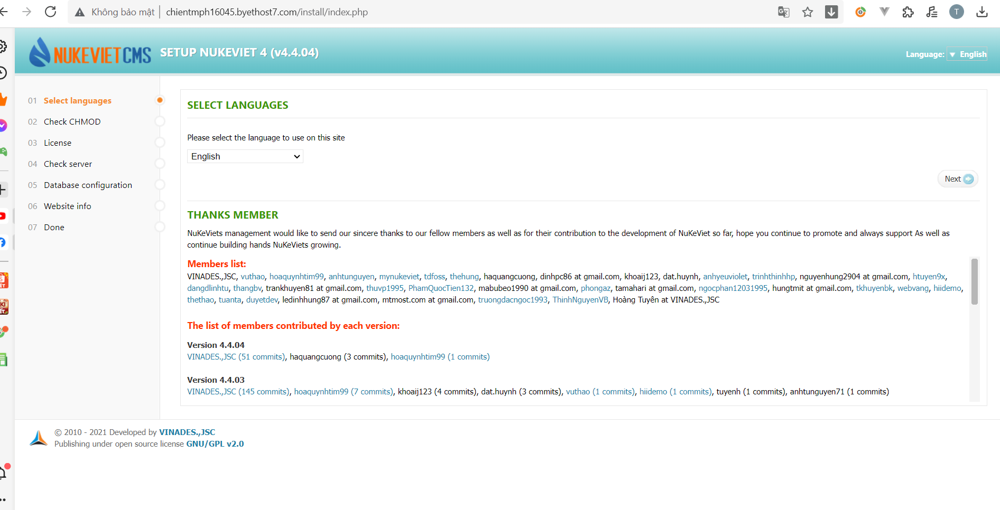 Không bảo mật
chientmph16045.byethost7.com/install/index.php
T
NUKEVIETCMS
SETUP NUKEVIET 4 (v4.4.04)
Language:
▼ English
01 Select languages
02 Check CHMOD
03 License
04 Check server
05 Database configuration
06 Website info
07 Done
SELECT LANGUAGES
Please select the language to use on this site
English
Next
THANKS MEMBER
NuKeViets management would like to send our sincere thanks to our fellow members as well as for their contribution to the development of NuKeViet so far, hope you continue to promote and always support As well as
continue building hands NuKeViets growing.
Members list:
VINADES.,JSC, vuthao, hoaquynhtim99, anhtunguyen, mynukeviet, tdfoss, thehung, haquangcuong, dinhpc86 at gmail.com, khoaij123, dat.huynh, anhyeuviolet, trinhthinhhp, nguyenhung2904 at gmail.com, htuyen9x,
dangdlinhtu, thangbv, trankhuyen81 at gmail.com, thuvp1995, PhamQuocTien132, mabubeo1990 at gmail.com, phongaz, tamahari at gmail.com, ngocphan12031995, hungtmit at gmail.com, tkhuyenbk, webvang, hiidemo,
thethao, tuanta, duyetdev, ledinhhung87 at gmail.com, mtmost.com at gmail.com, truongdacngoc1993, ThinhNguyenVB, Hoàng Tuyên at VINADES.,JSC
The list of members contributed by each version:
Version 4.4.04
VINADES.,JSC (51 commits), haquangcuong (3 commits), hoaquynhtim99 (1 commits)
Version 4.4.03
VINADES.,JSC (145 commits), hoaquynhtim99 (7 commits), khoaij123 (4 commits), dat.huynh (3 commits), vuthao (1 commits), hiidemo (1 commits), tuyenh (1 commits), anhtunguyen71 (1 commits)
© 2010 - 2021 Developed by VINADES.,JSC
Publishing under open source license GNU/GPL v2.0